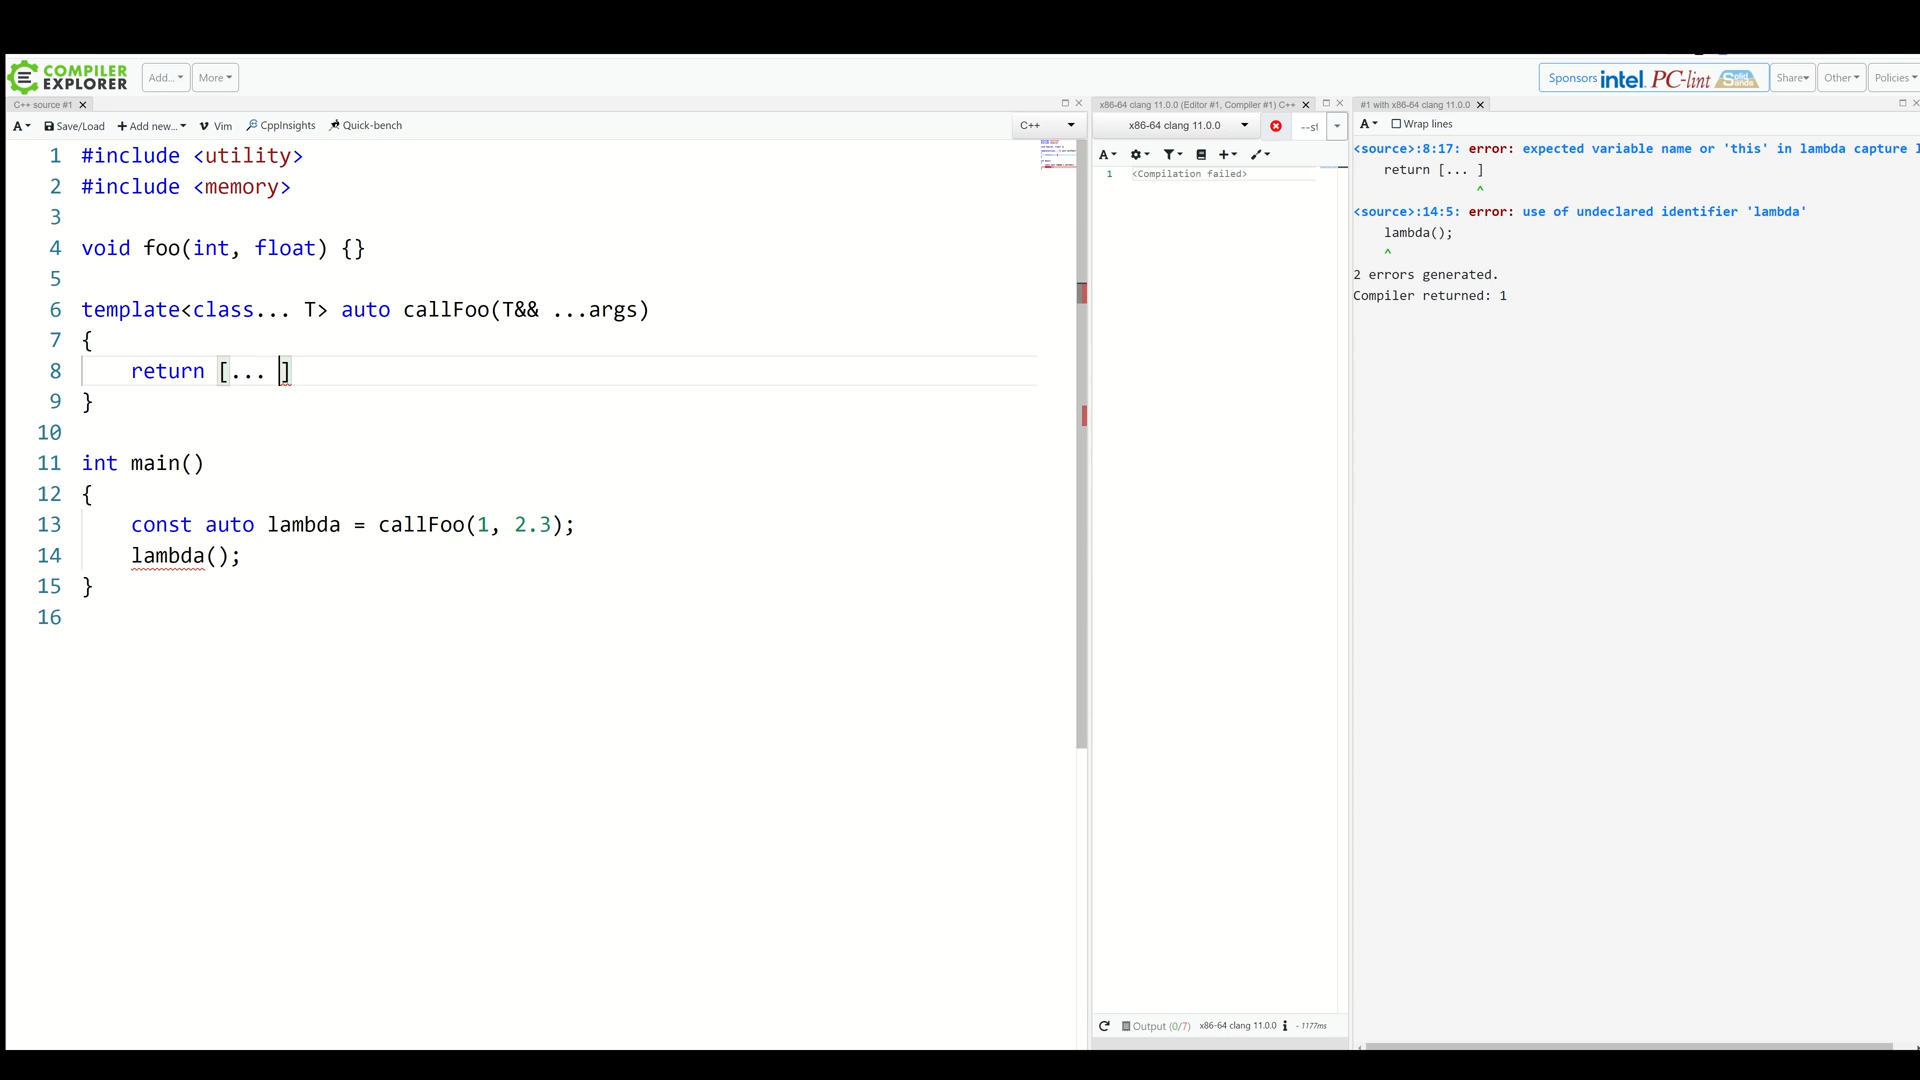 COMPILER EXPLORER
Add...
More
Sponsors intel PC-lint Solid Sands
Share
Other
Policies
C++ source #1
A
Save/Load
Add new...
Vim
CppInsights
Quick-bench
C++
1 #include <utility>
2 #include <memory>
3
4 void foo(int, float) {}
5
6 template<class... T> auto callFoo(T&& ...args)
7 {
8 return [... ]
9 }
10
11 int main()
12 {
13 const auto lambda = callFoo(1, 2.3);
14 lambda();
15 }
16
x86-64 clang 11.0.0 (Editor #1, Compiler #1) C++
x86-64 clang 11.0.0
A
1 <Compilation failed>
Output (0/7) x86-64 clang 11.0.0 i - 1177ms
#1 with x86-64 clang 11.0.0
A Wrap lines
<source>:8:17: error: expected variable name or 'this' in lambda capture
return [... ]
^
<source>:14:5: error: use of undeclared identifier 'lambda'
lambda();
^
2 errors generated.
Compiler returned: 1